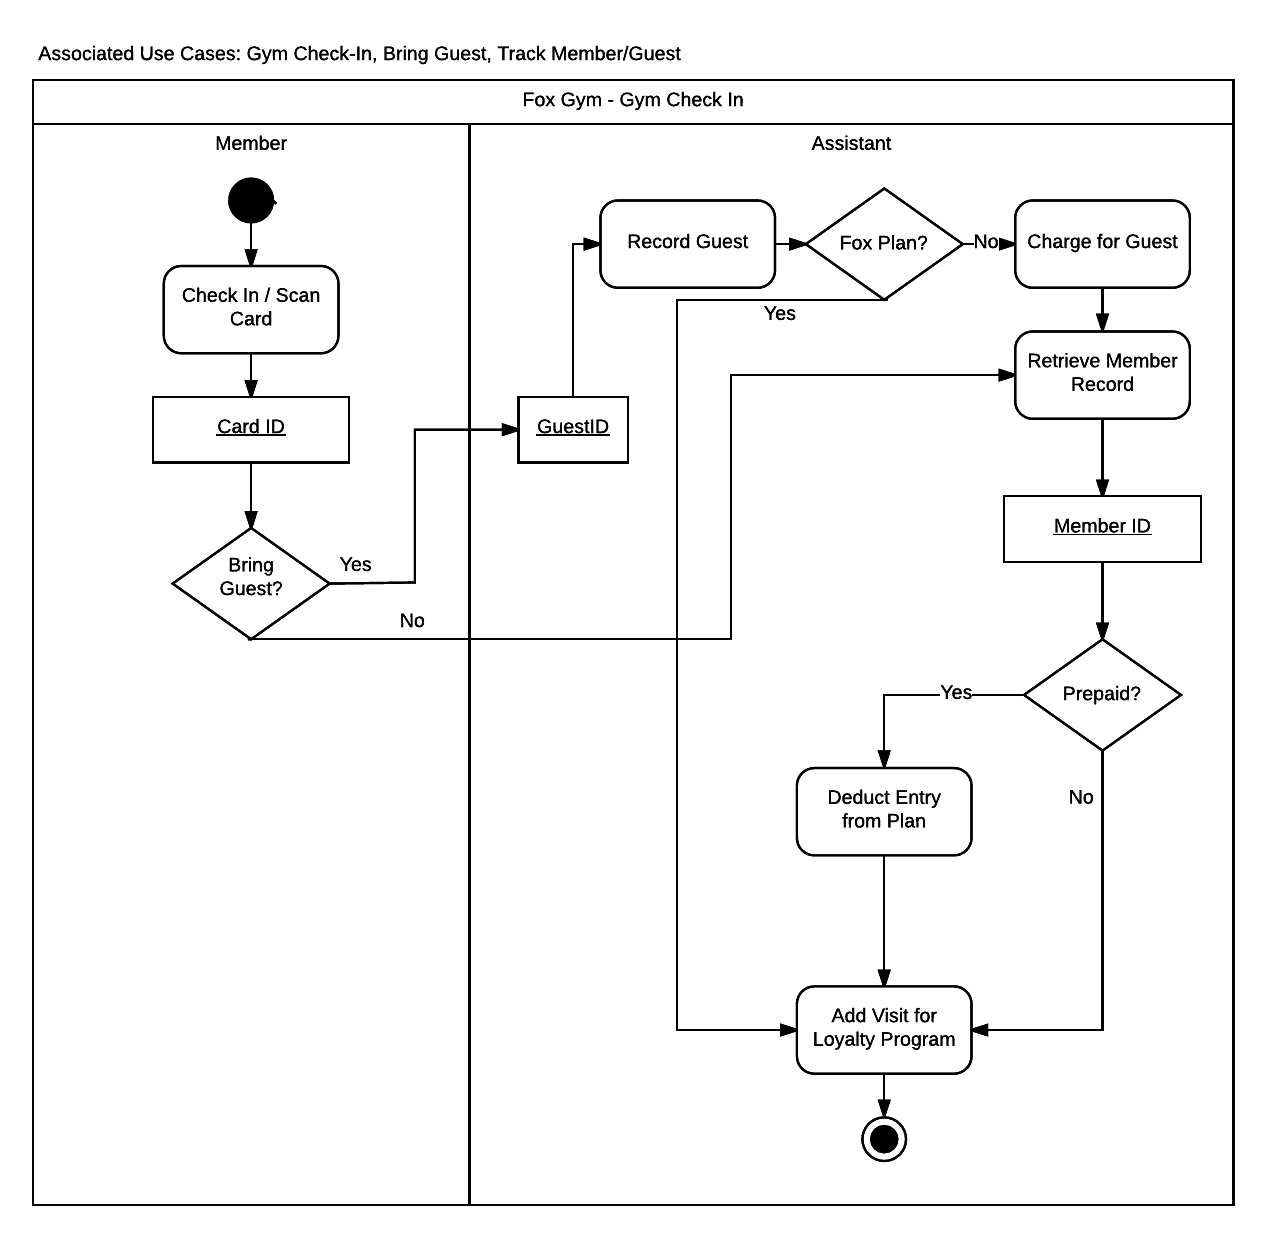 Associated Use Cases: Gym Check-In, Bring Guest, Track Member/Guest
Fox Gym - Gym Check In
Member
Assistant
Check In / Scan
Card
Card ID
Bring
Guest?
Yes
No
GuestID
Record Guest
Fox Plan?
No
Yes
Charge for Guest
Retrieve Member
Record
Member ID
Prepaid?
Yes
No
Deduct Entry
from Plan
Add Visit for
Loyalty Program